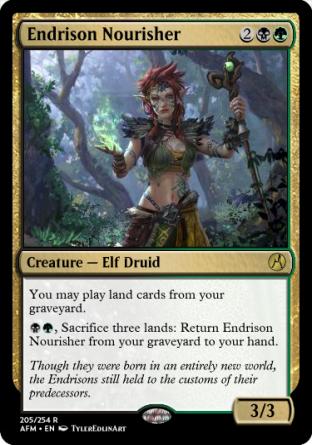 Endrison Nourisher 2
Creature — Elf Druid
You may play land cards from your
graveyard.
, Sacrifice three lands: Return Endrison
Nourisher from your graveyard to your hand.
Though they were born in an entirely new world,
the Endrisons still held to the customs of their
predecessors.
3/3
205/254 R
AFM • EN TylerEdlinArt